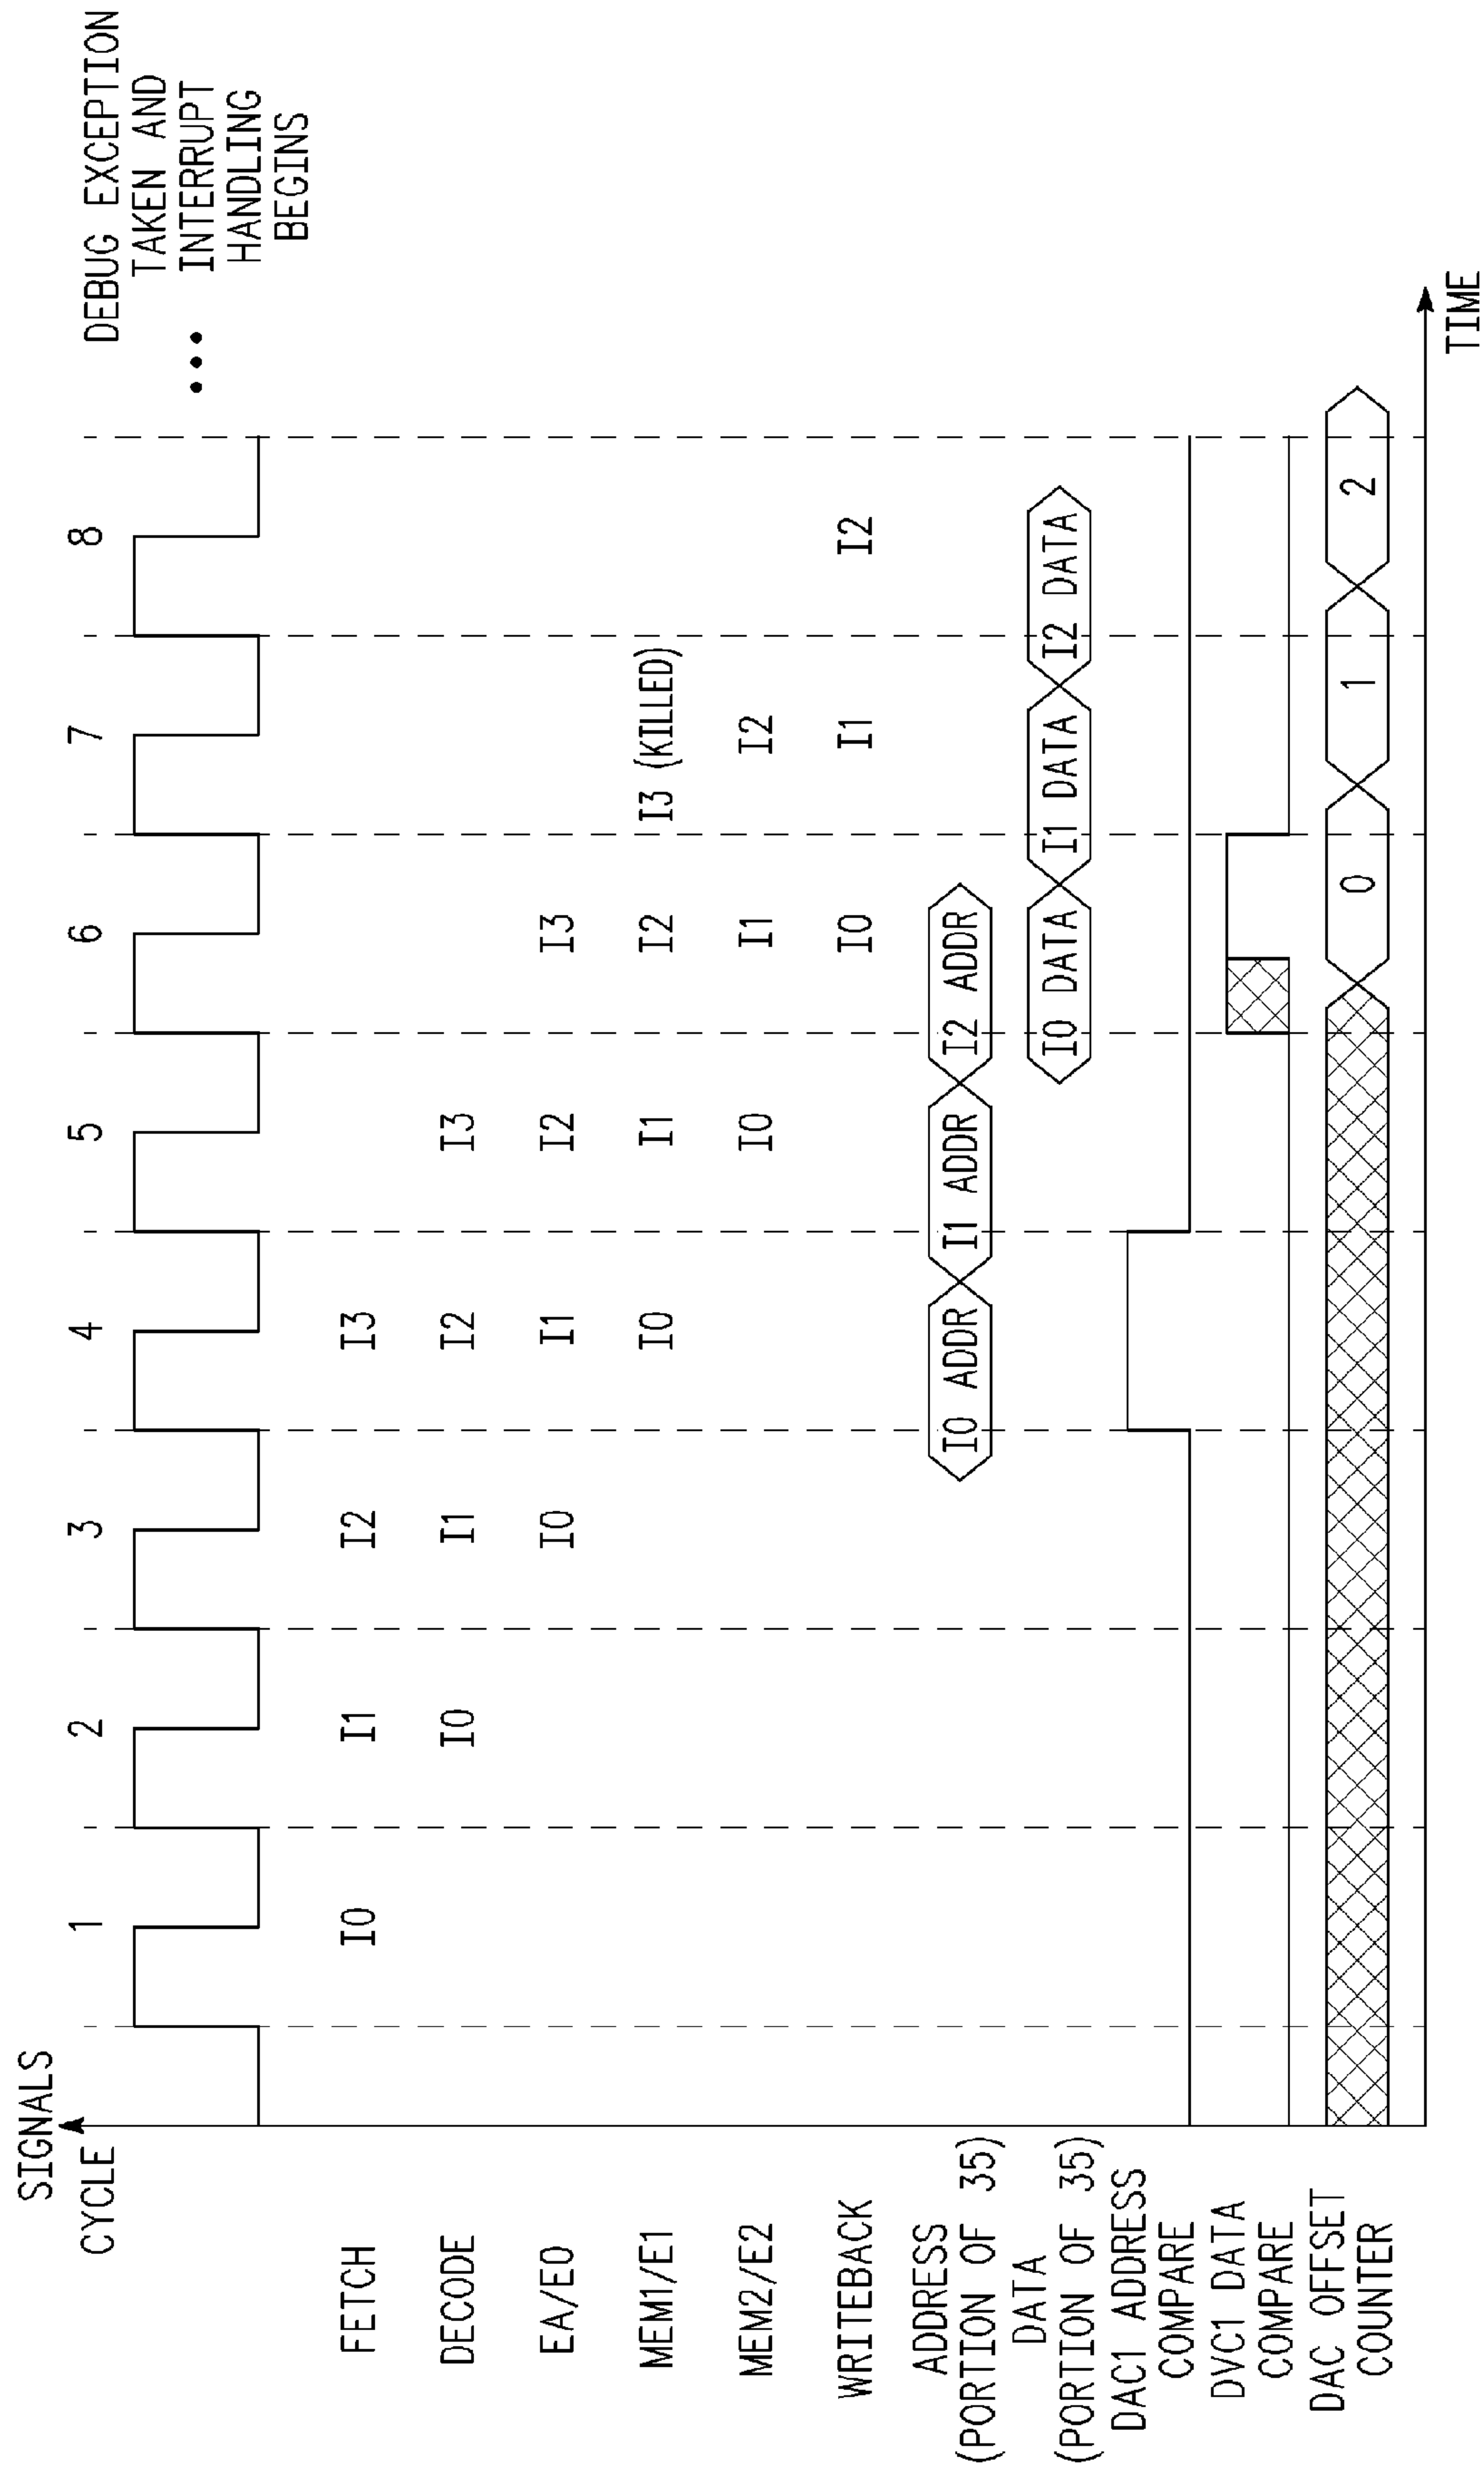 SIGNALS
CYCLE 1 2 3 4 5 6 7 8
DEBUG EXCEPTION
TAKEN AND
••• INTERRUPT
HANDLING
BEGINS
FETCH I0 I1 I2 I3
DECODE I0 I1 I2 I3
EA/E0 I0 I1 I2 I3
MEM1/E1 I0 I1 I2 I3 (KILLED)
MEM2/E2 I0 I1 I2
WRITEBACK I0 I1 I2
ADDRESS
(PORTION OF 35) I0 ADDR I1 ADDR I2 ADDR
DATA
(PORTION OF 35) I0 DATA I1 DATA I2 DATA
DAC1 ADDRESS
COMPARE
DVC1 DATA
COMPARE
DAC OFFSET
COUNTER 0 1 2
TIME